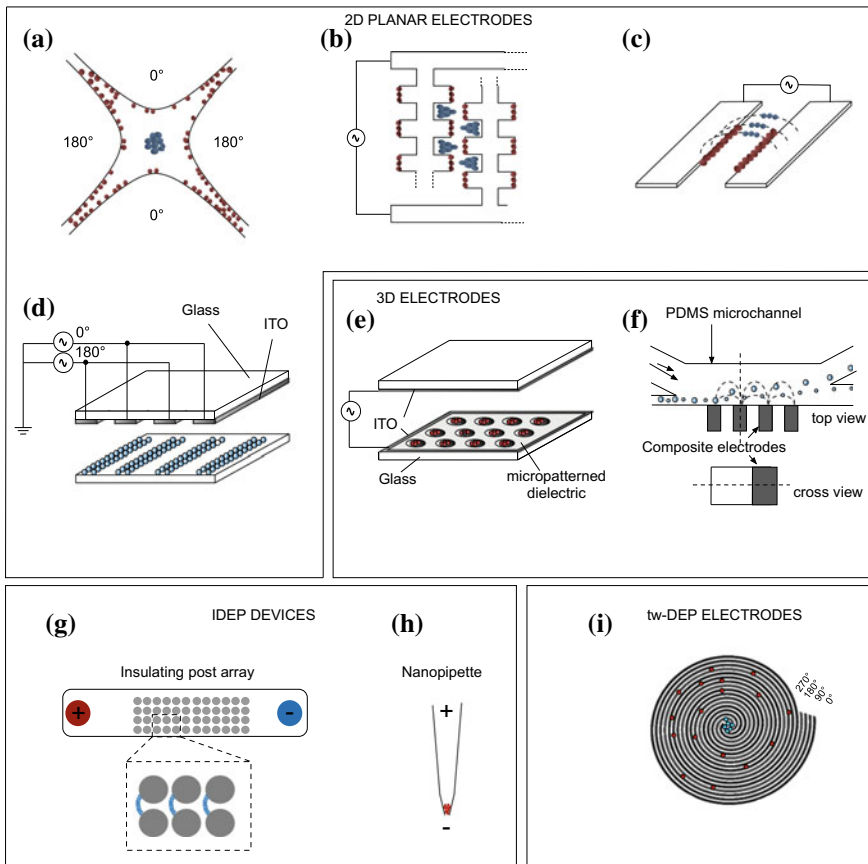 2D PLANAR ELECTRODES
(a)
0°
180°
180°
0°
(b)
(c)
(d)
0°
180°
Glass
ITO
3D ELECTRODES
(e)
ITO
Glass
micropatterned
dielectric
(f)
PDMS microchannel
top view
Composite electrodes
cross view
IDEP DEVICES
(g)
Insulating post array
+
-
(h)
Nanopipette
+
-
tw-DEP ELECTRODES
(i)
270°
180°
90°
0°